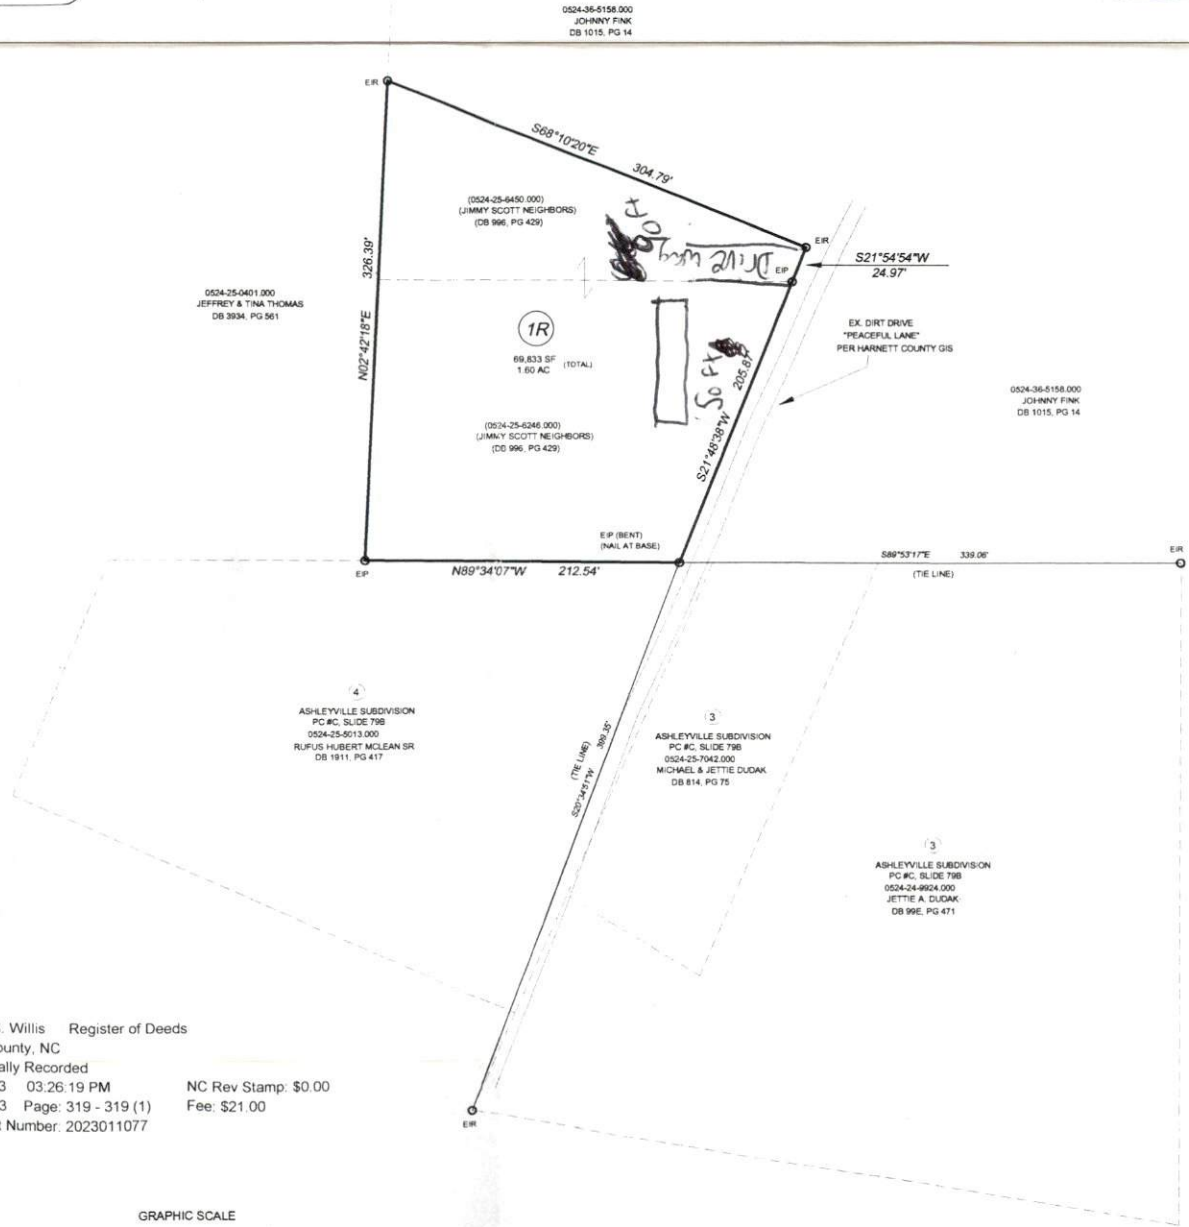 0524-36-5158.000
JOHNNY FINK
DB 1015, PG 14
EIR
S68°10'20"E
304.79'
(0524-25-6450.000)
(JIMMY SCOTT NEIGHBORS)
(DB 996, PG 429)
Drive way
EIR
EIP
S21°54'54"W
24.97'
N02°42'18"E
326.39'
0524-25-0401.000
JEFFREY & TINA THOMAS
DB 3934, PG 561
1R
69,833 SF
1.60 AC
(TOTAL)
50 Ft
S21°48'38"W
205.87'
EX. DIRT DRIVE
"PEACEFUL LANE"
PER HARNETT COUNTY GIS
0524-36-5158.000
JOHNNY FINK
DB 1015, PG 14
(0524-25-6246.000)
(JIMMY SCOTT NEIGHBORS)
(DB 996, PG 429)
EIP (BENT)
(NAIL AT BASE)
EIP
N89°34'07"W
212.54'
S89°53'17"E
339.06'
(TIE LINE)
EIR
4
ASHLEYVILLE SUBDIVISION
PC #C, SLIDE 79B
0524-25-5013.000
RUFUS HUBERT MCLEAN SR
DB 1911, PG 417
(TIE LINE)
S20°34'51"W
399.35'
3
ASHLEYVILLE SUBDIVISION
PC #C, SLIDE 79B
0524-25-7042.000
MICHAEL & JETTIE DUDAK
DB 814, PG 75
3
ASHLEYVILLE SUBDIVISION
PC #C, SLIDE 79B
0524-24-9924.000
JETTIE A. DUDAK
DB 99E, PG 471
. Willis Register of Deeds
ounty, NC
ally Recorded
3 03:26:19 PM NC Rev Stamp: $0.00
3 Page: 319 - 319 (1) Fee: $21.00
Number: 2023011077
EIR
GRAPHIC SCALE